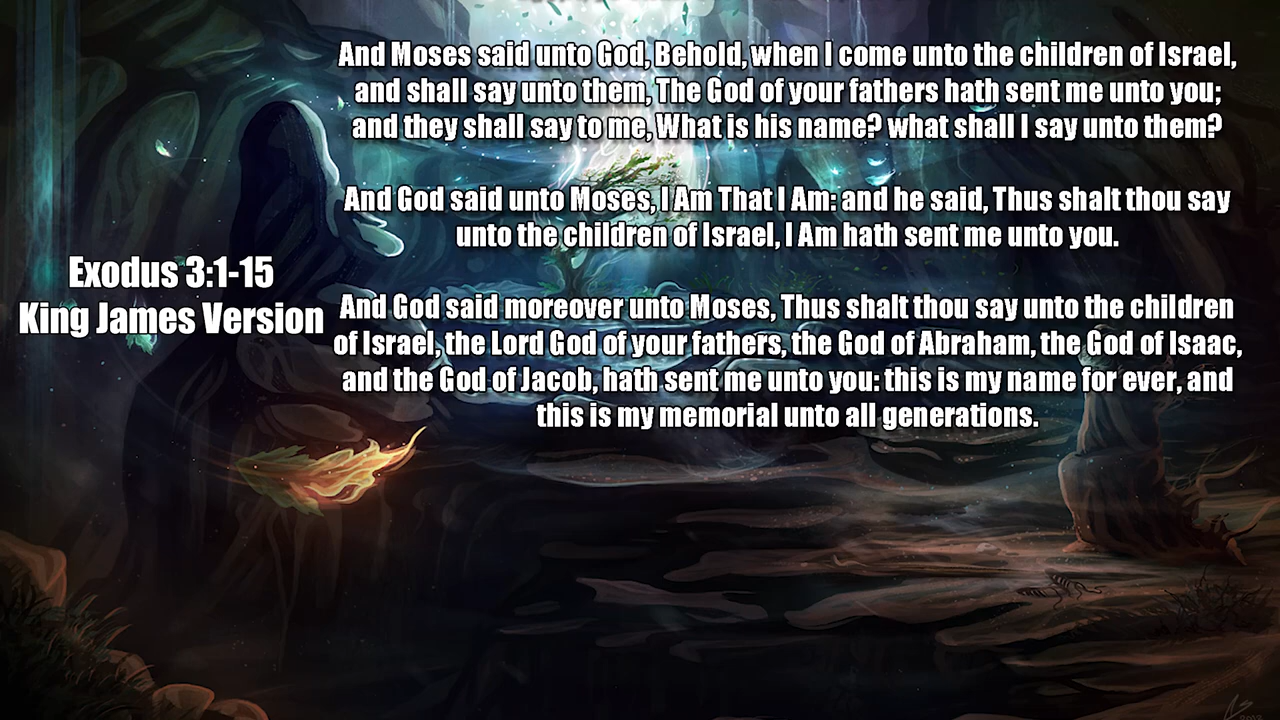 Exodus 3:1-15
King James Version
And Moses said unto God, Behold, when I come unto the children of Israel,
and shall say unto them, The God of your fathers hath sent me unto you;
and they shall say to me, What is his name? what shall I say unto them?
And God said unto Moses, I Am That I Am: and he said, Thus shalt thou say
unto the children of Israel, I Am hath sent me unto you.
And God said moreover unto Moses, Thus shalt thou say unto the children
of Israel, the Lord God of your fathers, the God of Abraham, the God of Isaac,
and the God of Jacob, hath sent me unto you: this is my name for ever, and
this is my memorial unto all generations.